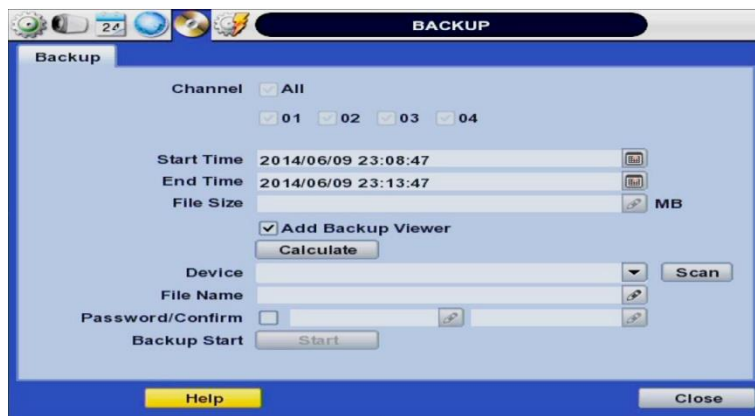 24 BACKUP
Backup
Channel All
01 02 03 04
Start Time 2014/06/09 23:08:47
End Time 2014/06/09 23:13:47
File Size MB
Add Backup Viewer
Calculate
Device Scan
File Name
Password/Confirm
Backup Start Start
Help Close